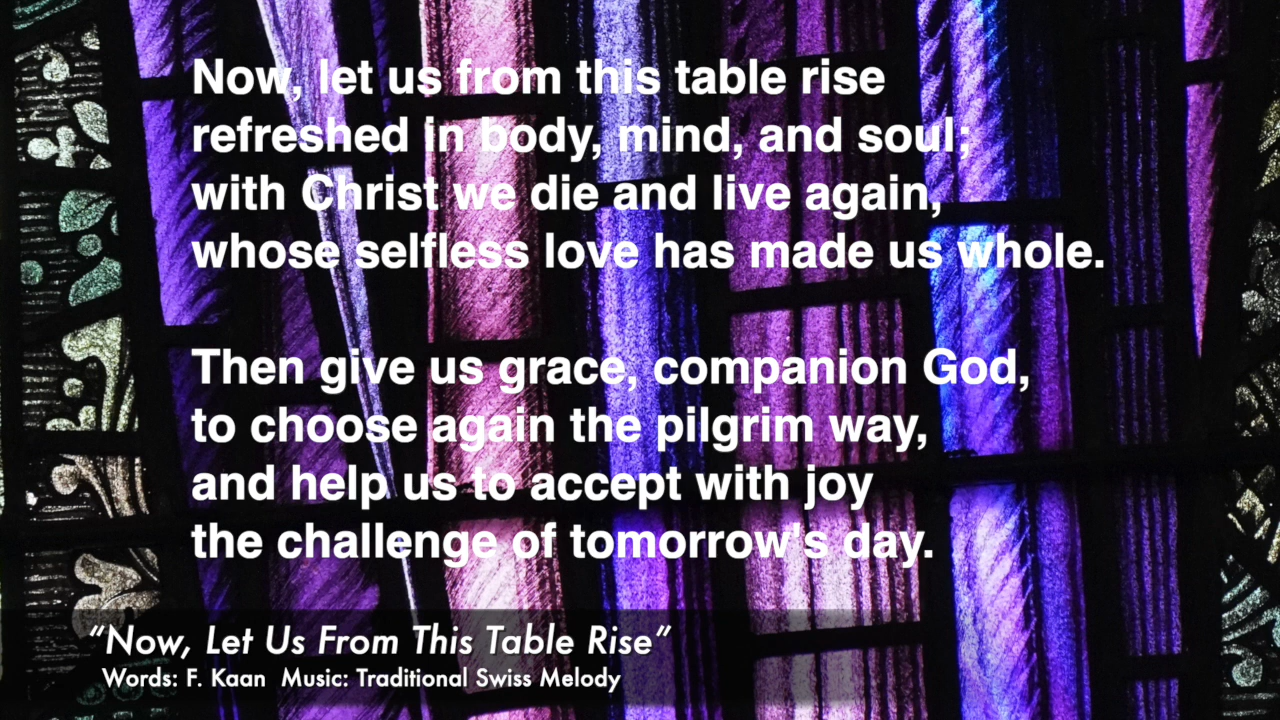 Now, let us from this table rise
refreshed in body, mind, and soul;
with Christ we die and live again,
whose selfless love has made us whole.
Then give us grace, companion God,
to choose again the pilgrim way,
and help us to accept with joy
the challenge of tomorrow's day.
“Now, Let Us From This Table Rise”
Words: F. Kaan  Music: Traditional Swiss Melody